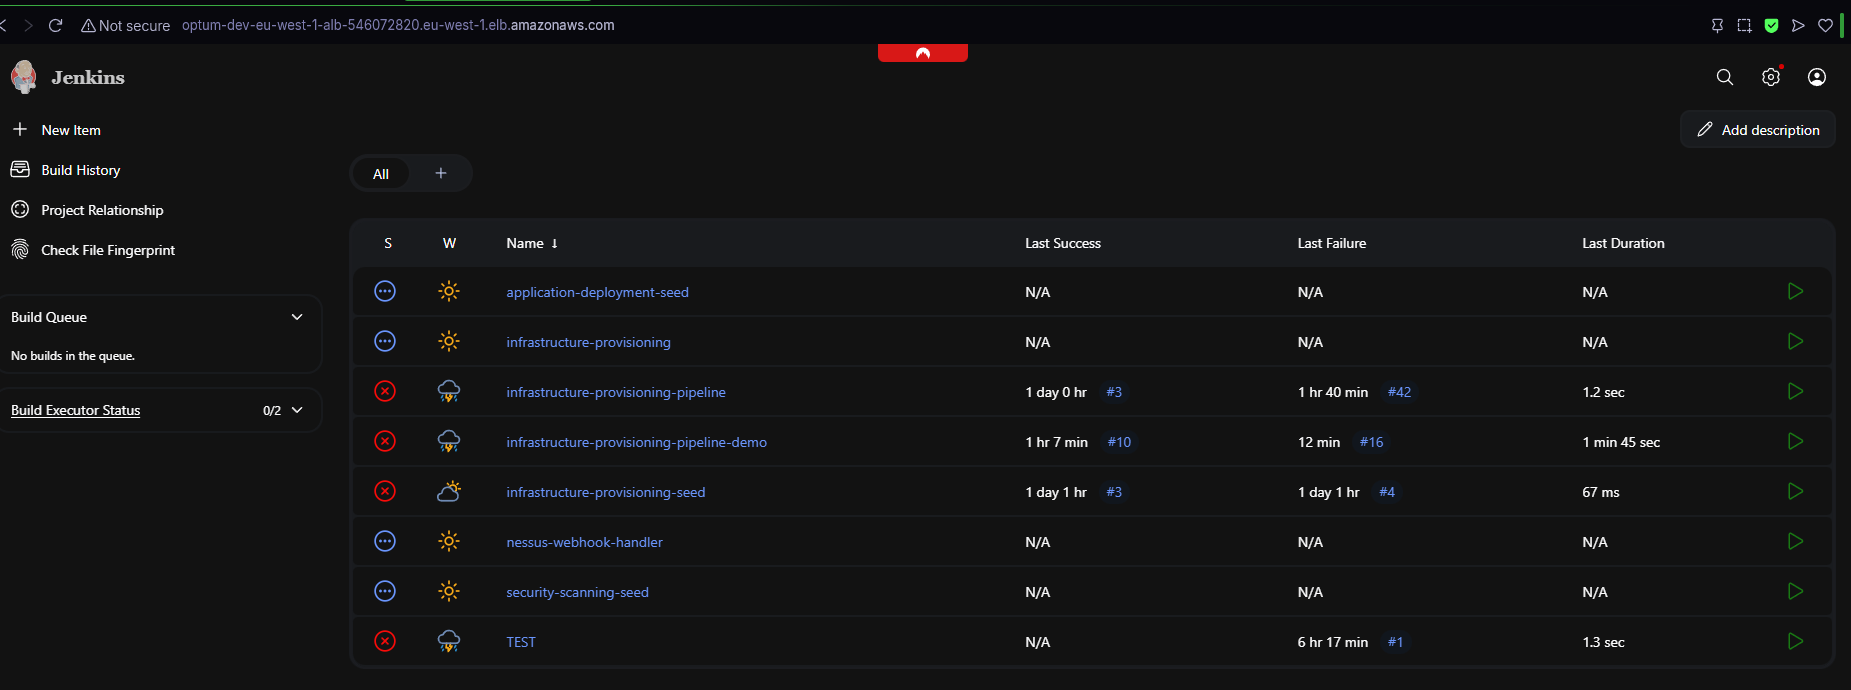 Not secure optum-dev-eu-west-1-alb-546072820.eu-west-1.elb.amazonaws.com
Jenkins
New Item
Add description
Build History
All +
Project Relationship
Check File Fingerprint
S W Name ↓ Last Success Last Failure Last Duration
application-deployment-seed N/A N/A N/A
Build Queue
infrastructure-provisioning N/A N/A N/A
No builds in the queue.
infrastructure-provisioning-pipeline 1 day 0 hr #3 1 hr 40 min #42 1.2 sec
Build Executor Status 0/2
infrastructure-provisioning-pipeline-demo 1 hr 7 min #10 12 min #16 1 min 45 sec
infrastructure-provisioning-seed 1 day 1 hr #3 1 day 1 hr #4 67 ms
nessus-webhook-handler N/A N/A N/A
security-scanning-seed N/A N/A N/A
TEST N/A 6 hr 17 min #1 1.3 sec